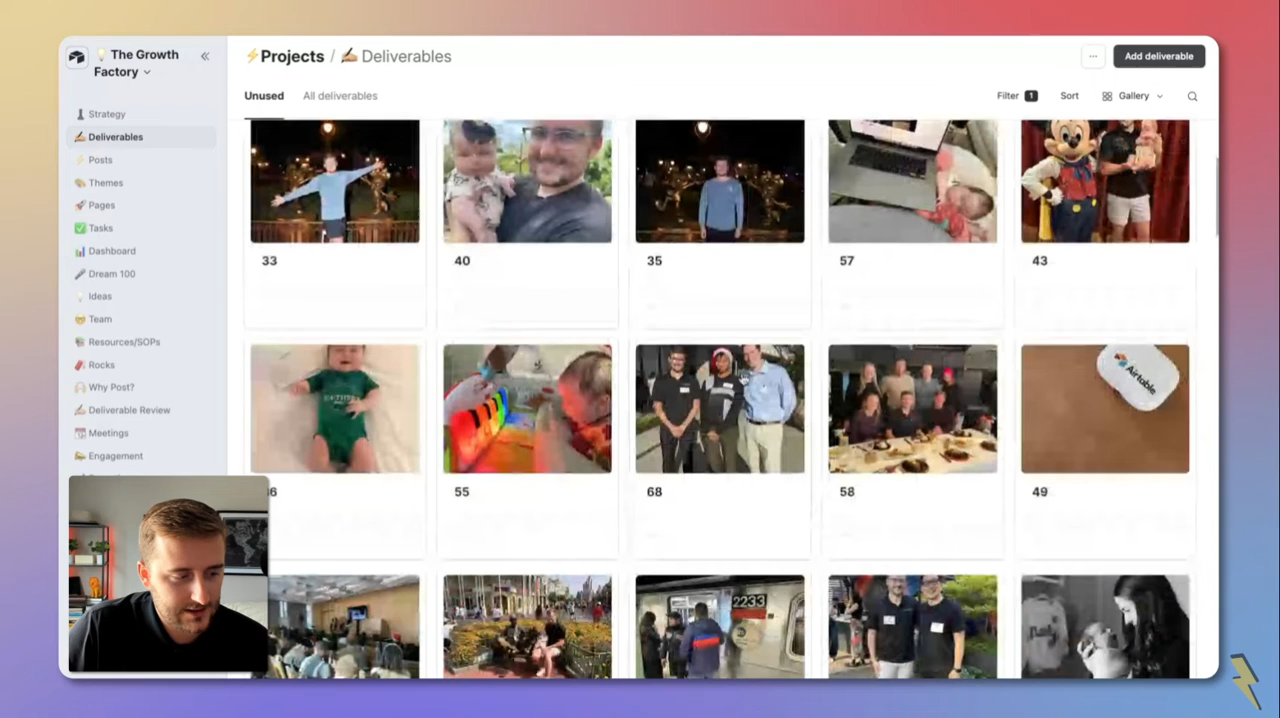 💡 The Growth
Factory
⚡Projects / ✍️ Deliverables
Add deliverable
Unused
All deliverables
Filter 1
Sort
Gallery
Strategy
Deliverables
Posts
Themes
Pages
Tasks
Dashboard
Dream 100
Ideas
Team
Resources/SOPs
Rocks
Why Post?
Deliverable Review
Meetings
Engagement
33
40
35
57
43
Airtable
55
68
58
49
2233